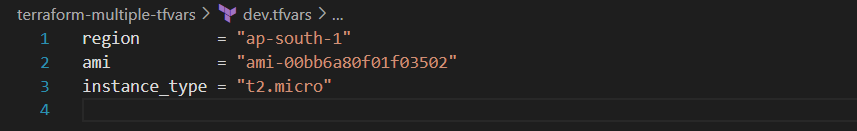 terraform-multiple-tfvars > dev.tfvars > ...
1 region = "ap-south-1"
2 ami = "ami-00bb6a80f01f03502"
3 instance_type = "t2.micro"
4